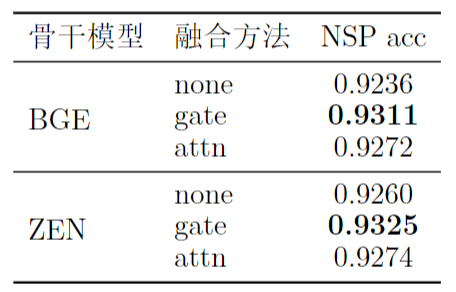 骨干模型 融合方法 NSP acc
none 0.9236
BGE gate 0.9311
attn 0.9272
none 0.9260
ZEN gate 0.9325
attn 0.9274